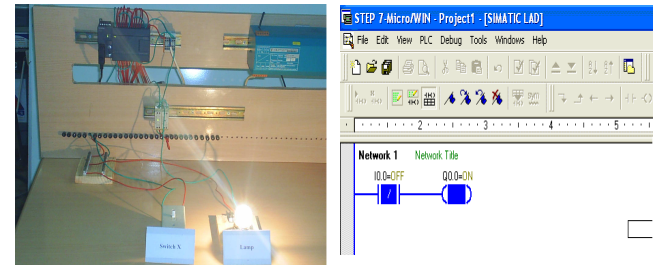 Switch X
Lamp
STEP 7-Micro/WIN - Project1 - [SIMATIC LAD]
File Edit View PLC Debug Tools Windows Help
2 3 4 5
Network 1 Network Title
I0.0=OFF Q0.0=ON